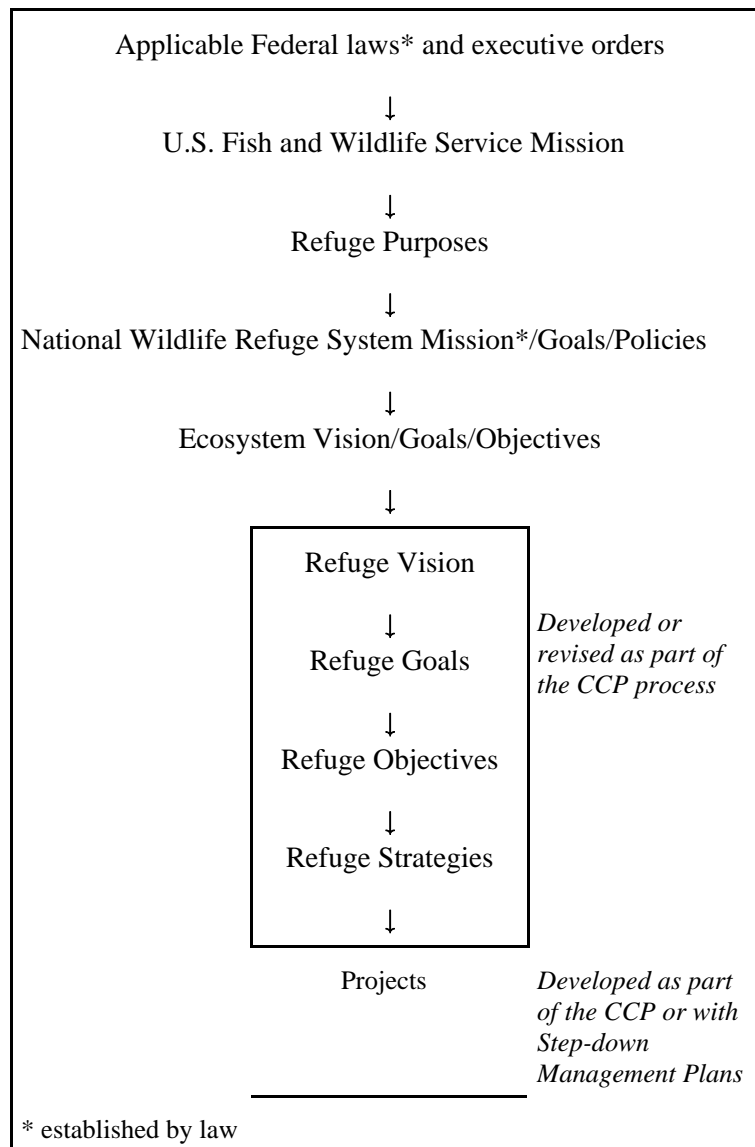 Applicable Federal laws* and executive orders
↓
U.S. Fish and Wildlife Service Mission
↓
Refuge Purposes
↓
National Wildlife Refuge System Mission*/Goals/Policies
↓
Ecosystem Vision/Goals/Objectives
↓
Refuge Vision
↓
Refuge Goals
Developed or
revised as part of
the CCP process
↓
Refuge Objectives
↓
Refuge Strategies
↓
Projects
Developed as part
of the CCP or with
Step-down
Management Plans
* established by law